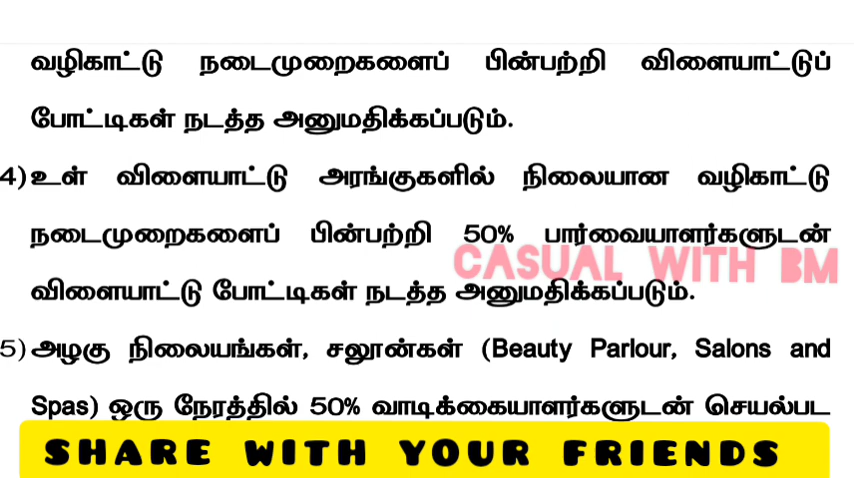 வழிகாட்டு நடைமுறைகளைப் பின்பற்றி விளையாட்டுப்
போட்டிகள் நடத்த அனுமதிக்கப்படும்.
4) உள் விளையாட்டு அரங்குகளில் நிலையான வழிகாட்டு
நடைமுறைகளைப் பின்பற்றி 50% பார்வையாளர்களுடன்
CASUAL WITH BM
விளையாட்டு போட்டிகள் நடத்த அனுமதிக்கப்படும்.
5) அழகு நிலையங்கள், சலூன்கள் (Beauty Parlour, Salons and
Spas) ஒரு நேரத்தில் 50% வாடிக்கையாளர்களுடன் செயல்பட
SHARE WITH YOUR FRIENDS